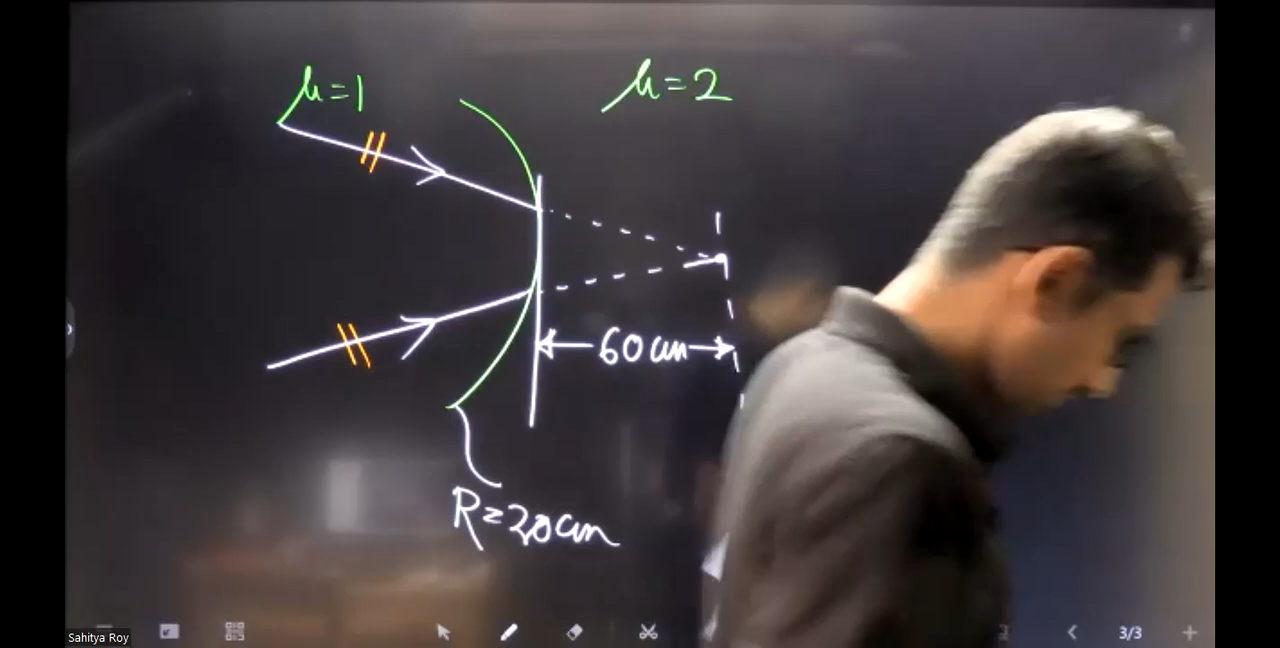 μ=1
μ=2
60 cm
R=20cm
Sahitya Roy
3/3